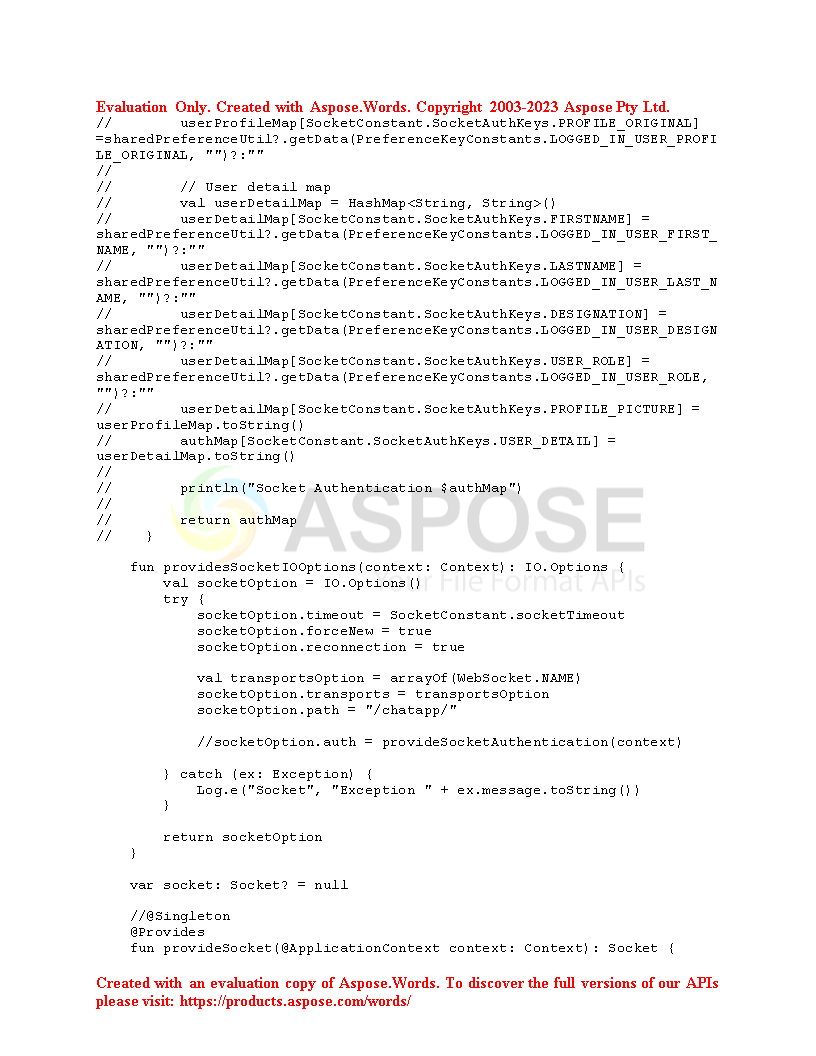 Evaluation Only. Created with Aspose.Words. Copyright 2003-2023 Aspose Pty Ltd.
//        userProfileMap[SocketConstant.SocketAuthKeys.PROFILE_ORIGINAL]
=sharedPreferenceUtil?.getData(PreferenceKeyConstants.LOGGED_IN_USER_PROFI
LE_ORIGINAL, "")?:""
//
//        // User detail map
//        val userDetailMap = HashMap<String, String>()
//        userDetailMap[SocketConstant.SocketAuthKeys.FIRSTNAME] =
sharedPreferenceUtil?.getData(PreferenceKeyConstants.LOGGED_IN_USER_FIRST_
NAME, "")?:""
//        userDetailMap[SocketConstant.SocketAuthKeys.LASTNAME] =
sharedPreferenceUtil?.getData(PreferenceKeyConstants.LOGGED_IN_USER_LAST_N
AME, "")?:""
//        userDetailMap[SocketConstant.SocketAuthKeys.DESIGNATION] =
sharedPreferenceUtil?.getData(PreferenceKeyConstants.LOGGED_IN_USER_DESIGN
ATION, "")?:""
//        userDetailMap[SocketConstant.SocketAuthKeys.USER_ROLE] =
sharedPreferenceUtil?.getData(PreferenceKeyConstants.LOGGED_IN_USER_ROLE,
"")?:""
//        userDetailMap[SocketConstant.SocketAuthKeys.PROFILE_PICTURE] =
userProfileMap.toString()
//        authMap[SocketConstant.SocketAuthKeys.USER_DETAIL] =
userDetailMap.toString()
//
//        println("Socket Authentication $authMap")
//
//        return authMap
//    }
ASPOSE
Your File Format APIs
    fun providesSocketIOOptions(context: Context): IO.Options {
        val socketOption = IO.Options()
        try {
            socketOption.timeout = SocketConstant.socketTimeout
            socketOption.forceNew = true
            socketOption.reconnection = true
            val transportsOption = arrayOf(WebSocket.NAME)
            socketOption.transports = transportsOption
            socketOption.path = "/chatapp/"
            //socketOption.auth = provideSocketAuthentication(context)
        } catch (ex: Exception) {
            Log.e("Socket", "Exception " + ex.message.toString())
        }
        return socketOption
    }
    var socket: Socket? = null
    //@Singleton
    @Provides
    fun provideSocket(@ApplicationContext context: Context): Socket {
Created with an evaluation copy of Aspose.Words. To discover the full versions of our APIs
please visit: https://products.aspose.com/words/